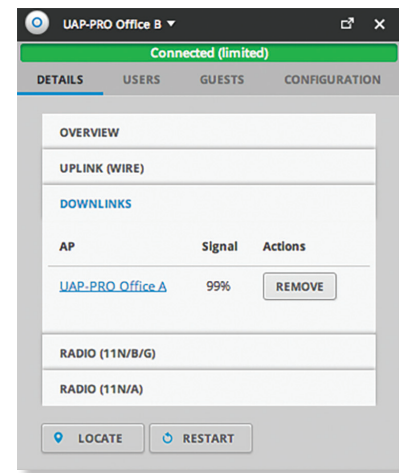 UAP-PRO Office B
Connected (limited)
DETAILS USERS GUESTS CONFIGURATION
OVERVIEW
UPLINK (WIRE)
DOWNLINKS
AP Signal Actions
UAP-PRO Office A 99% REMOVE
RADIO (11N/B/G)
RADIO (11N/A)
LOCATE RESTART